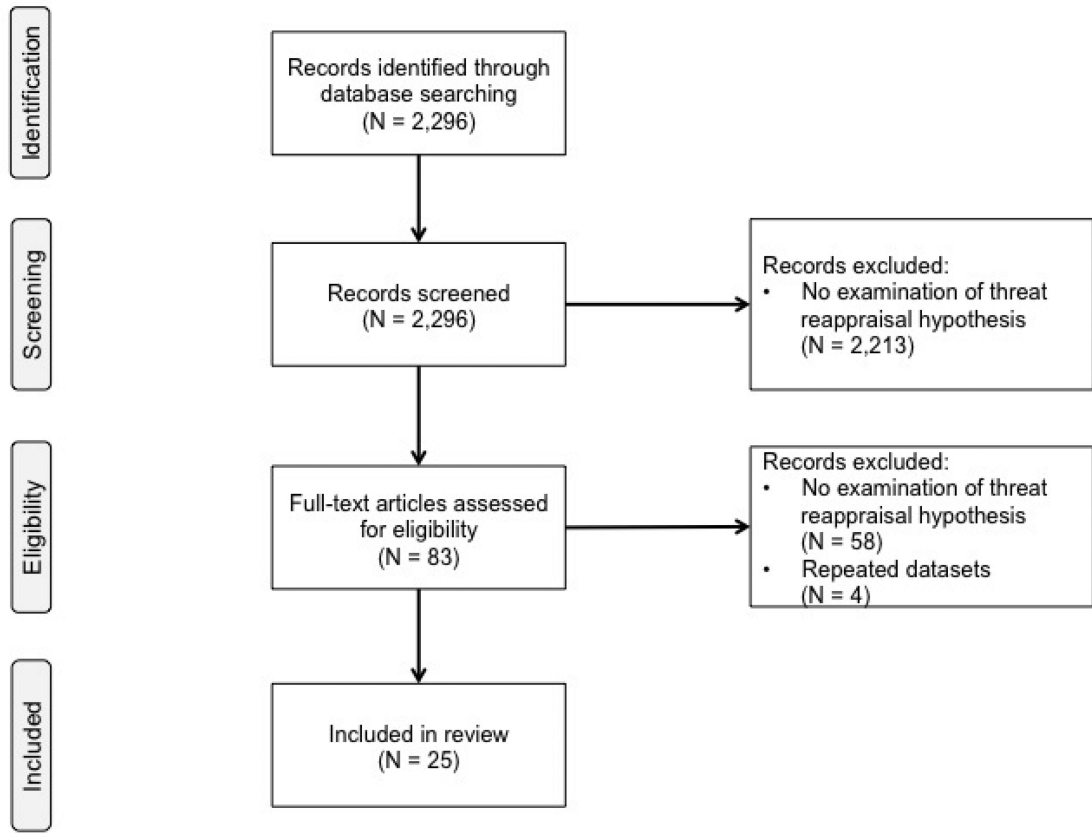 Identification
Records identified through
database searching
(N = 2,296)
Screening
Records screened
(N = 2,296)
Records excluded:
• No examination of threat
reappraisal hypothesis
(N = 2,213)
Eligibility
Full-text articles assessed
for eligibility
(N = 83)
Records excluded:
• No examination of threat
reappraisal hypothesis
(N = 58)
• Repeated datasets
(N = 4)
Included
Included in review
(N = 25)